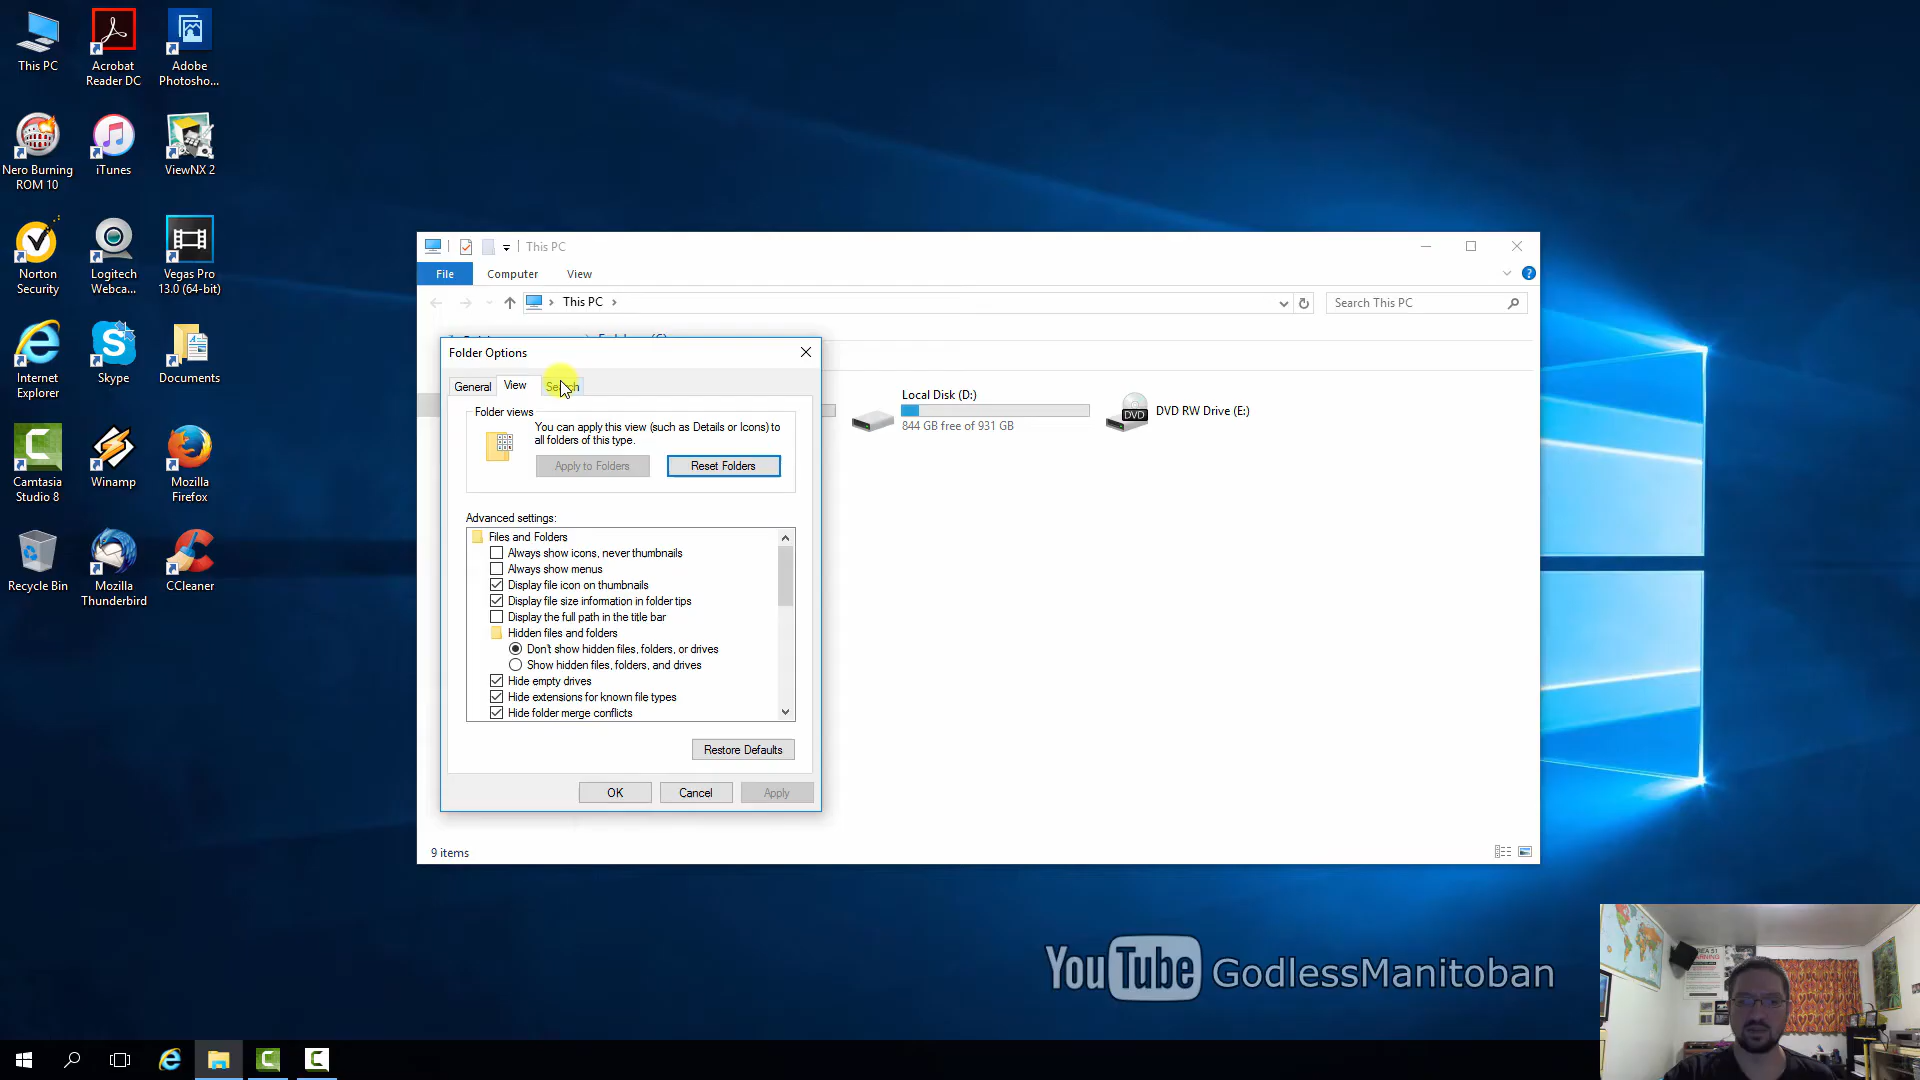 This PC
Acrobat
Reader DC
Adobe
Photosho...
Nero Burning
ROM 10
iTunes
ViewNX 2
Norton
Security
Logitech
Webca...
Vegas Pro
13.0 (64-bit)
Internet
Explorer
Skype
Documents
Camtasia
Studio 8
Winamp
Mozilla
Firefox
Recycle Bin
Mozilla
Thunderbird
CCleaner
This PC
File
Computer
View
This PC
Search This PC
Local Disk (D:)
844 GB free of 931 GB
DVD
DVD RW Drive (E:)
9 items
Folder Options
General
View
Search
Folder views
You can apply this view (such as Details or Icons) to
all folders of this type.
Apply to Folders
Reset Folders
Advanced settings:
Files and Folders
Always show icons, never thumbnails
Always show menus
Display file icon on thumbnails
Display file size information in folder tips
Display the full path in the title bar
Hidden files and folders
Don't show hidden files, folders, or drives
Show hidden files, folders, and drives
Hide empty drives
Hide extensions for known file types
Hide folder merge conflicts
Restore Defaults
OK
Cancel
Apply
YouTube GodlessManitoban